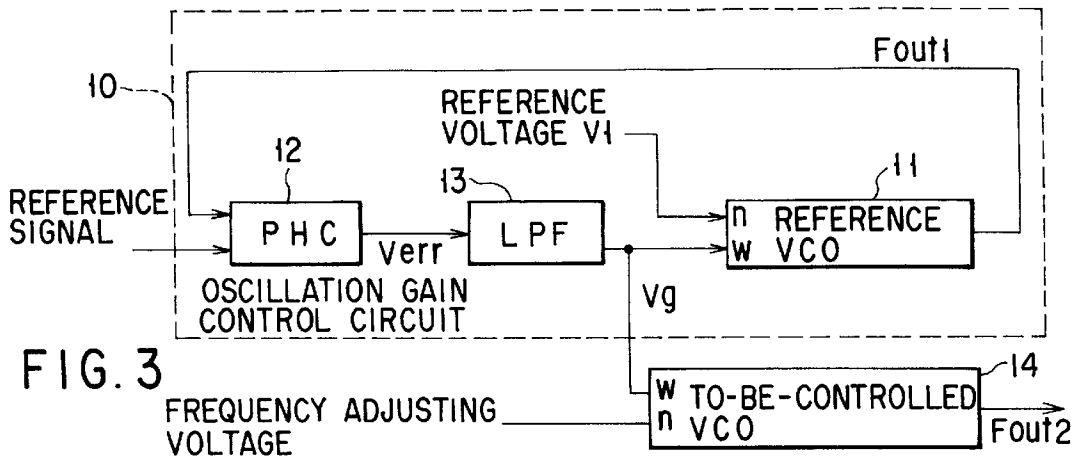 Fout1
10
REFERENCE
VOLTAGE V1
12
13
11
REFERENCE
SIGNAL
PHC
Verr
LPF
n REFERENCE
w VCO
OSCILLATION GAIN
CONTROL CIRCUIT
Vg
FIG. 3
14
w TO-BE-CONTROLLED
n VCO
FREQUENCY ADJUSTING
VOLTAGE
Fout2